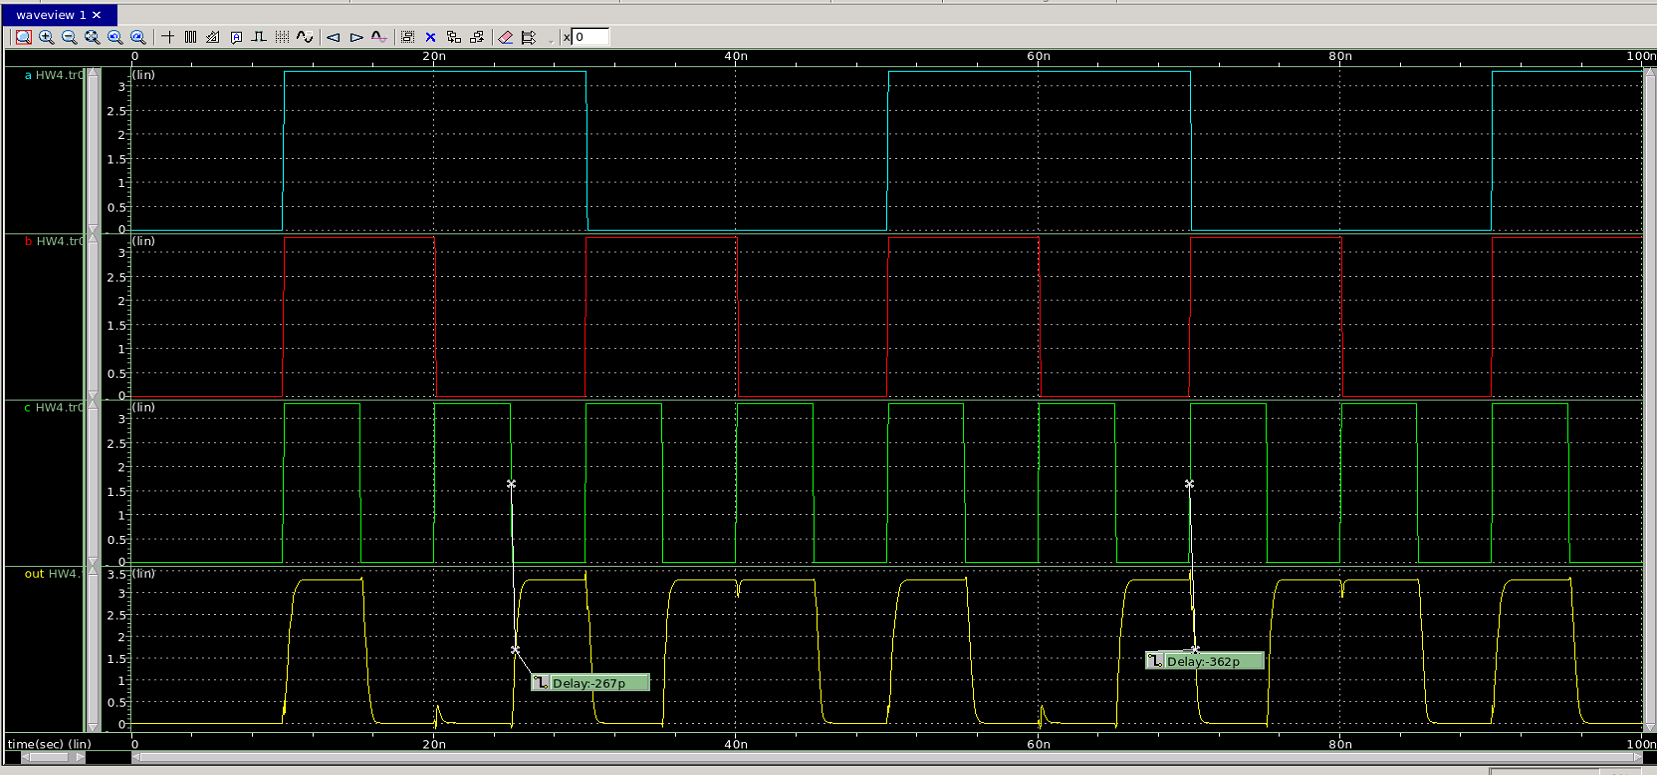 waveview 1 ×
x 0
0 20n 40n 60n 80n 100n
a HW4.tr0 (lin)
3
2.5
2
1.5
1
0.5
0
b HW4.tr0 (lin)
3
2.5
2
1.5
1
0.5
0
c HW4.tr0 (lin)
3
2.5
2
1.5
1
0.5
0
out HW4. 3.5 (lin)
3
2.5
2
1.5
1
0.5
0
Delay:-362p
Delay:-267p
time(sec) (lin) 0 20n 40n 60n 80n 100n